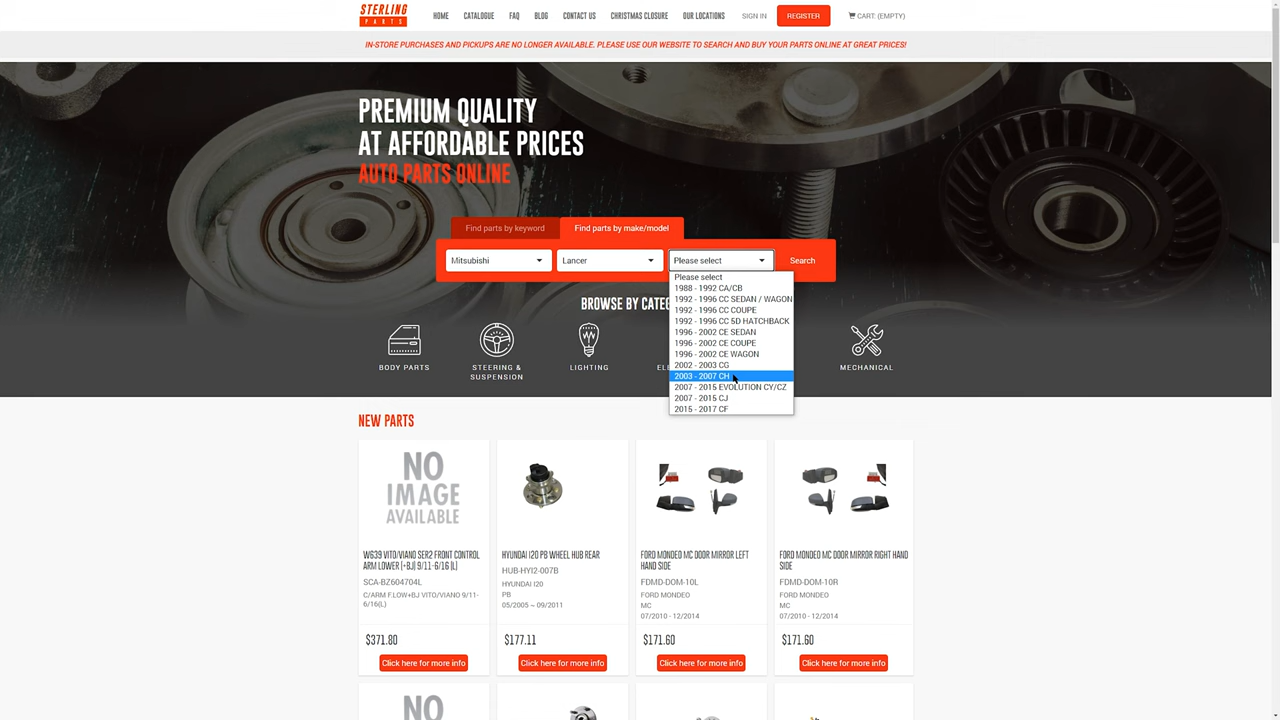 STERLING
PARTS
HOME
CATALOGUE
FAQ
BLOG
CONTACT US
CHRISTMAS CLOSURE
OUR LOCATIONS
SIGN IN
REGISTER
CART: (EMPTY)
IN-STORE PURCHASES AND PICKUPS ARE NO LONGER AVAILABLE. PLEASE USE OUR WEBSITE TO SEARCH AND BUY YOUR PARTS ONLINE AT GREAT PRICES!
PREMIUM QUALITY
AT AFFORDABLE PRICES
AUTO PARTS ONLINE
Find parts by keyword
Find parts by make/model
Mitsubishi
Lancer
Please select
Search
Please select
1988 - 1992 CA/CB
1992 - 1996 CC SEDAN / WAGON
1992 - 1996 CC COUPE
1992 - 1996 CC 5D HATCHBACK
1996 - 2002 CE SEDAN
1996 - 2002 CE COUPE
1996 - 2002 CE WAGON
2002 - 2003 CG
2003 - 2007 CH
2007 - 2015 EVOLUTION CY/CZ
2007 - 2015 CJ
2015 - 2017 CF
BROWSE BY CATEG
BODY PARTS
STEERING &
SUSPENSION
LIGHTING
ELE
MECHANICAL
NEW PARTS
NO
IMAGE
AVAILABLE
W639 VITO/VIANO SER2 FRONT CONTROL
ARM LOWER (+BJ) 9/11-6/16 (L)
SCA-BZ604704L
C/ARM F.LOW+BJ VITO/VIANO 9/11-
6/16(L)
$371.80
Click here for more info
HYUNDAI I20 PB WHEEL HUB REAR
HUB-HYI2-007B
HYUNDAI I20
PB
05/2005 ~ 09/2011
$177.11
Click here for more info
FORD MONDEO MC DOOR MIRROR LEFT
HAND SIDE
FDMD-DOM-10L
FORD MONDEO
MC
07/2010 - 12/2014
$171.60
Click here for more info
FORD MONDEO MC DOOR MIRROR RIGHT HAND
SIDE
FDMD-DOM-10R
FORD MONDEO
MC
07/2010 - 12/2014
$171.60
Click here for more info
NO